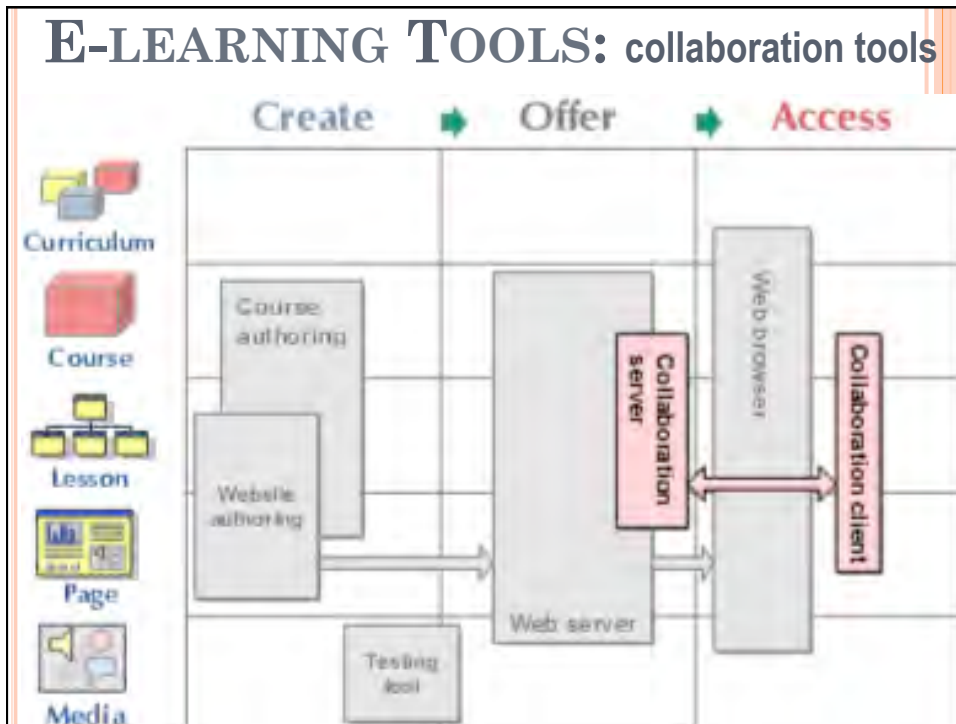 E-LEARNING TOOLS: collaboration tools
Create Offer Access
Curriculum
Course
Lesson
Page
Media
Course
authoring
Website
authoring
Testing
tool
Web server
Collaboration
server
Web browser
Collaboration client